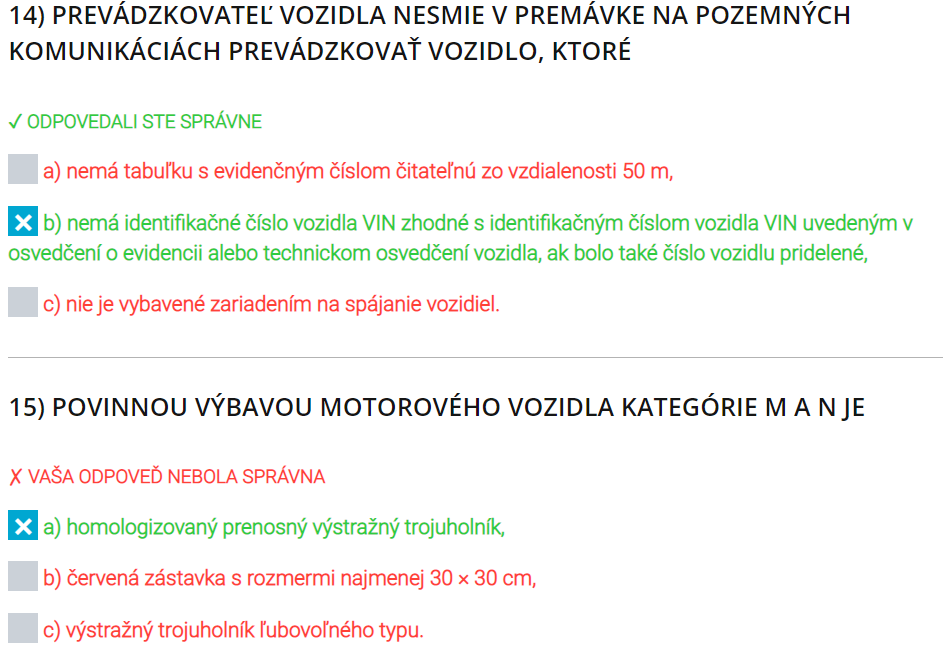 14) PREVÁDZKOVATEĽ VOZIDLA NESMIE V PREMÁVKE NA POZEMNÝCH
KOMUNIKÁCIÁCH PREVÁDZKOVAŤ VOZIDLO, KTORÉ
✓ ODPOVEDALI STE SPRÁVNE
a) nemá tabuľku s evidenčným číslom čitateľnú zo vzdialenosti 50 m,
b) nemá identifikačné číslo vozidla VIN zhodné s identifikačným číslom vozidla VIN uvedeným v
osvedčení o evidencii alebo technickom osvedčení vozidla, ak bolo také číslo vozidlu pridelené,
c) nie je vybavené zariadením na spájanie vozidiel.
15) POVINNOU VÝBAVOU MOTOROVÉHO VOZIDLA KATEGÓRIE M A N JE
✗ VAŠA ODPOVEĎ NEBOLA SPRÁVNA
a) homologizovaný prenosný výstražný trojuholník,
b) červená zástavka s rozmermi najmenej 30 × 30 cm,
c) výstražný trojuholník ľubovoľného typu.